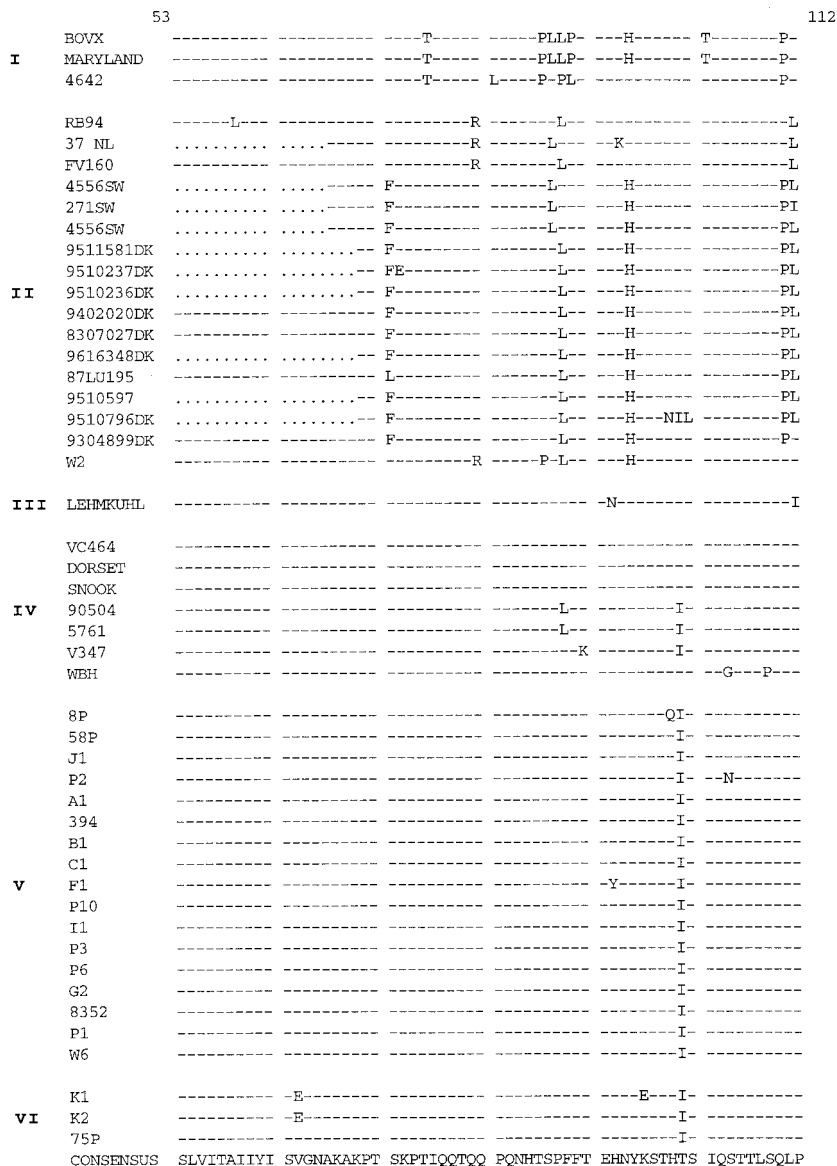 53 112
BOVX ---------- ---------- ----T----- -----PLLP- ---H------ T-------P-
I MARYLAND ---------- ---------- ----T----- -----PLLP- ---H------ T-------P-
4642 ---------- ---------- ----T----- L----P-PL- ---------- --------P-
RB94 ------L--- ---------- ---------R -------L-- ---------- ---------L
37 NL .......... .....----- ---------R ------L--- --K------- ---------L
FV160 ---------- ---------- ---------R -------L-- ---------- ---------L
4556SW .......... .....----- F--------- ------L--- ---H------ --------PL
271SW .......... .....----- F--------- ------L--- ---H------ --------PI
4556SW .......... .....----- F--------- ------L--- ---H------ --------PL
9511581DK .......... ........-- F--------- -------L-- ---H------ --------PL
9510237DK .......... ........-- FE-------- -------L-- ---H------ --------PL
II 9510236DK .......... ........-- F--------- -------L-- ---H------ --------PL
9402020DK ---------- ---------- F--------- -------L-- ---H------ --------PL
8307027DK ---------- ---------- F--------- -------L-- ---H------ --------PL
9616348DK .......... ........-- F--------- -------L-- ---H------ --------PL
87LU195 ---------- ---------- L--------- -------L-- ---H------ --------PL
9510597 .......... ........-- F--------- -------L-- ---H------ --------PL
9510796DK .......... ........-- F--------- -------L-- ---H---NIL --------PL
9304899DK ---------- ---------- F--------- -------L-- ---H------ --------P-
W2 ---------- ---------- ---------R -----P-L-- ---H------ ----------
III LEHMKUHL ---------- ---------- ---------- ---------- -N-------- ---------I
VC464 ---------- ---------- ---------- ---------- ---------- ----------
DORSET ---------- ---------- ---------- ---------- ---------- ----------
SNOOK ---------- ---------- ---------- ---------- ---------- ----------
IV 90504 ---------- ---------- ---------- -------L-- --------I- ----------
5761 ---------- ---------- ---------- -------L-- --------I- ----------
V347 ---------- ---------- ---------- ---------K --------I- ----------
WBH ---------- ---------- ---------- ---------- ---------- --G---P---
8P ---------- ---------- ---------- ---------- -------QI- ----------
58P ---------- ---------- ---------- ---------- --------I- ----------
J1 ---------- ---------- ---------- ---------- --------I- ----------
P2 ---------- ---------- ---------- ---------- --------I- --N-------
A1 ---------- ---------- ---------- ---------- --------I- ----------
394 ---------- ---------- ---------- ---------- --------I- ----------
B1 ---------- ---------- ---------- ---------- --------I- ----------
C1 ---------- ---------- ---------- ---------- --------I- ----------
V F1 ---------- ---------- ---------- ---------- -Y------I- ----------
P10 ---------- ---------- ---------- ---------- --------I- ----------
I1 ---------- ---------- ---------- ---------- --------I- ----------
P3 ---------- ---------- ---------- ---------- --------I- ----------
P6 ---------- ---------- ---------- ---------- --------I- ----------
G2 ---------- ---------- ---------- ---------- --------I- ----------
8352 ---------- ---------- ---------- ---------- --------I- ----------
P1 ---------- ---------- ---------- ---------- --------I- ----------
W6 ---------- ---------- ---------- ---------- --------I- ----------
K1 ---------- -E-------- ---------- ---------- ----E---I- ----------
VI K2 ---------- -E-------- ---------- ---------- --------I- ----------
75P ---------- ---------- ---------- ---------- --------I- ----------
CONSENSUS SLVITAIIYI SVGNAKAKPT SKPTIQQTQQ PQNHTSPFFT EHNYKSTHTS IQSTTLSQLP